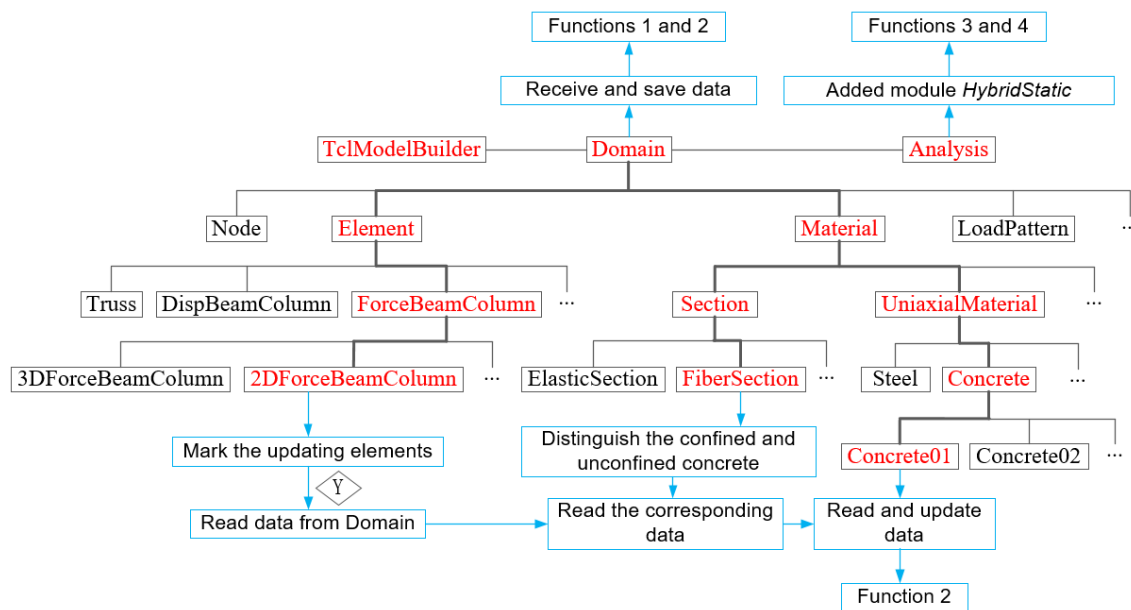 Functions 1 and 2
Functions 3 and 4
Receive and save data
Added module HybridStatic
TclModelBuilder
Domain
Analysis
Node
Element
Material
LoadPattern
...
Truss
DispBeamColumn
ForceBeamColumn
...
Section
UniaxialMaterial
...
3DForceBeamColumn
2DForceBeamColumn
...
ElasticSection
FiberSection
...
Steel
Concrete
...
Mark the updating elements
Distinguish the confined and
unconfined concrete
Concrete01
Concrete02
...
Y
Read data from Domain
Read the corresponding
data
Read and update
data
Function 2